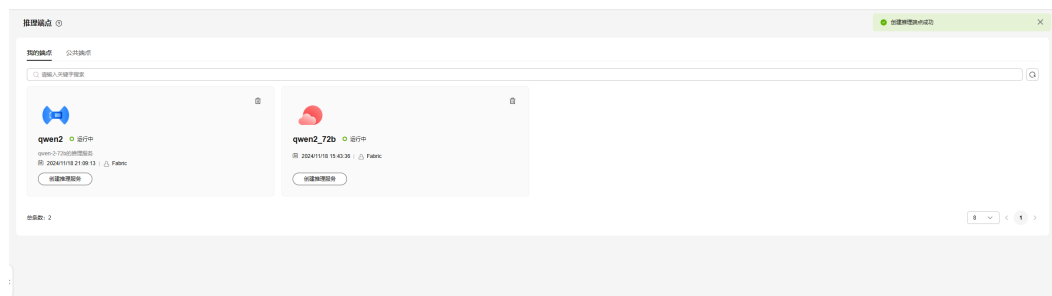 推理端点
创建推理端点成功
我的端点 公共端点
请输入关键字搜索
qwen2 运行中
qwen-2-72b的推理服务
2024/11/18 21:09:13 | Fabric
创建推理服务
qwen2_72b 运行中
2024/11/18 15:43:36 | Fabric
创建推理服务
总条数：2
8
1